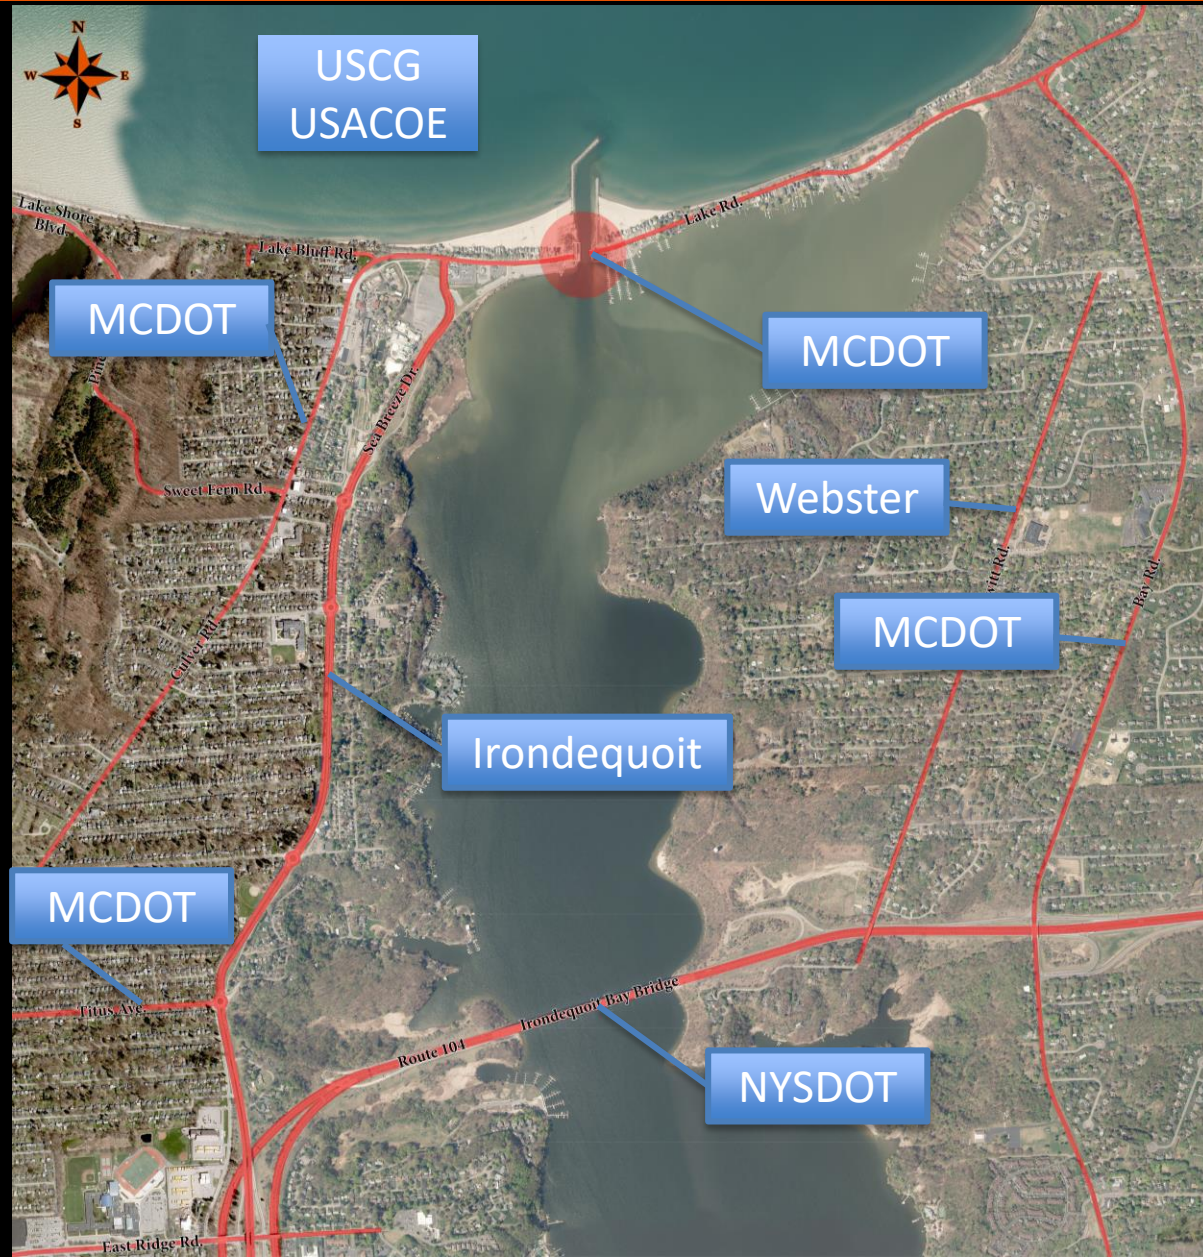 N
W
E
S
USCG
USACOE
Lake Shore
Blvd.
Lake Bluff Rd.
Lake Rd.
MCDOT
MCDOT
Sea Breeze Dr.
Sweet Fern Rd.
Webster
Bay Rd.
MCDOT
Culver Rd.
Irondequoit
MCDOT
Titus Ave.
Irondequoit Bay Bridge
Route 104
NYSDOT
East Ridge Rd.